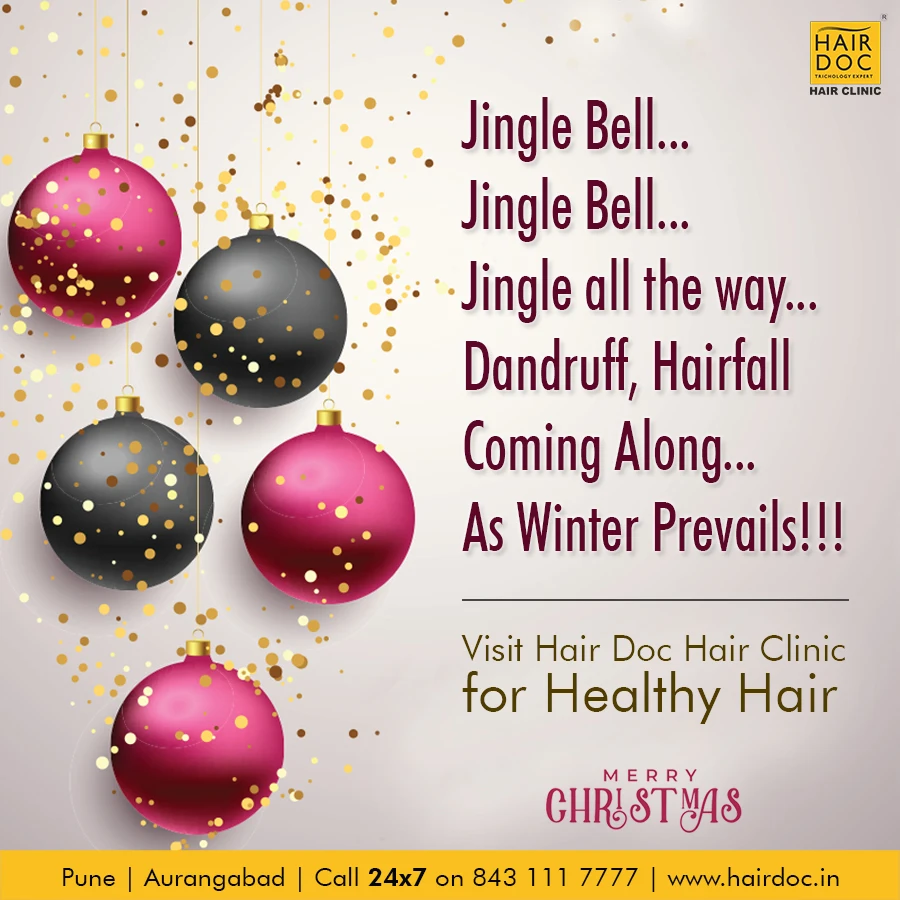 HAIR
DOC
TRICHOLOGY EXPERT
HAIR CLINIC
®
Jingle Bell...
Jingle Bell...
Jingle all the way...
Dandruff, Hairfall
Coming Along...
As Winter Prevails!!!
Visit Hair Doc Hair Clinic
for Healthy Hair
MERRY
CHRISTMAS
Pune | Aurangabad | Call 24x7 on 843 111 7777 | www.hairdoc.in